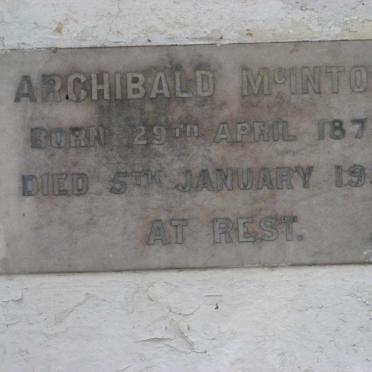 ARCHIBALD McINTO
BORN 29TH APRIL 187
DIED 5TH JANUARY 19
AT REST.